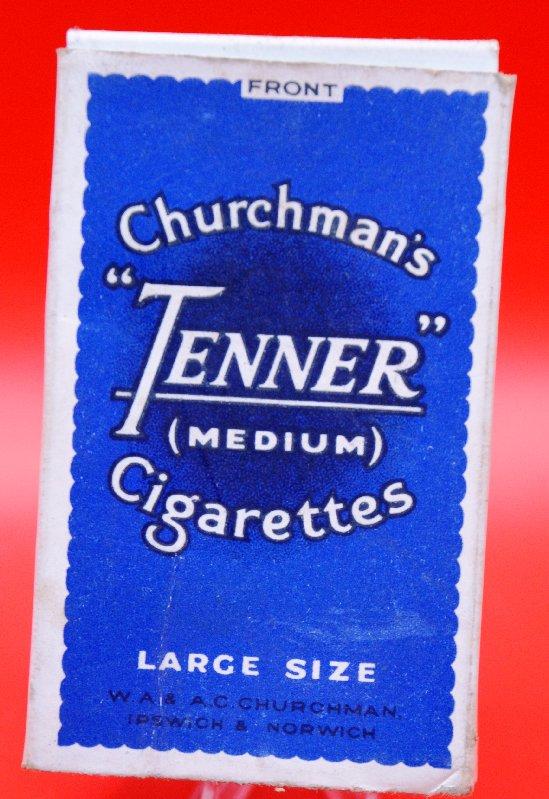 FRONT
Churchman's
"TENNER"
(MEDIUM)
Cigarettes
LARGE SIZE
W. A & A.C. CHURCHMAN,
IPSWICH & NORWICH